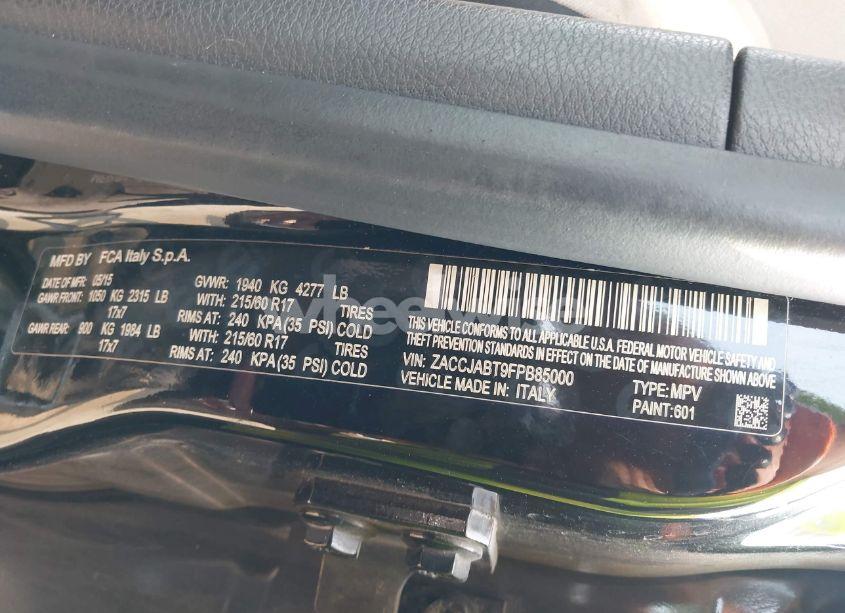 MFD BY FCA Italy S.p.A.
DATE OF MFR: 05/15 GVWR: 1940 KG 4277 LB
GAWR FRONT: 1050 KG 2315 LB WITH: 215/60 R17 TIRES
17x7 RIMS AT: 240 KPA(35 PSI) COLD
GAWR REAR: 900 KG 1984 LB WITH: 215/60 R17 TIRES
17x7 RIMS AT: 240 KPA(35 PSI) COLD
THIS VEHICLE CONFORMS TO ALL APPLICABLE U.S.A. FEDERAL MOTOR VEHICLE SAFETY AND
THEFT PREVENTION STANDARDS IN EFFECT ON THE DATE OF MANUFACTURE SHOWN ABOVE
VIN: ZACCJABT9FPB85000 TYPE: MPV
VEHICLE MADE IN: ITALY PAINT: 601